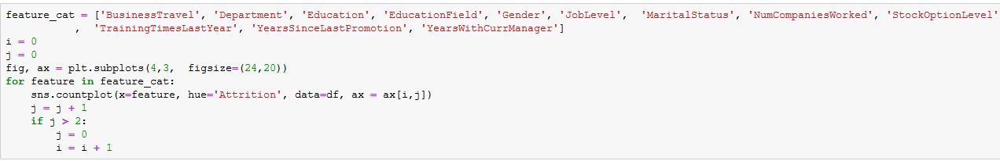 feature_cat = ['BusinessTravel', 'Department', 'Education', 'EducationField', 'Gender', 'JobLevel',  'MaritalStatus', 'NumCompaniesWorked', 'StockOptionLevel'
           ,  'TrainingTimesLastYear', 'YearsSinceLastPromotion', 'YearsWithCurrManager']
i = 0
j = 0
fig, ax = plt.subplots(4,3,  figsize=(24,20))
for feature in feature_cat:
    sns.countplot(x=feature, hue='Attrition', data=df, ax = ax[i,j])
    j = j + 1
    if j > 2:
        j = 0
        i = i + 1